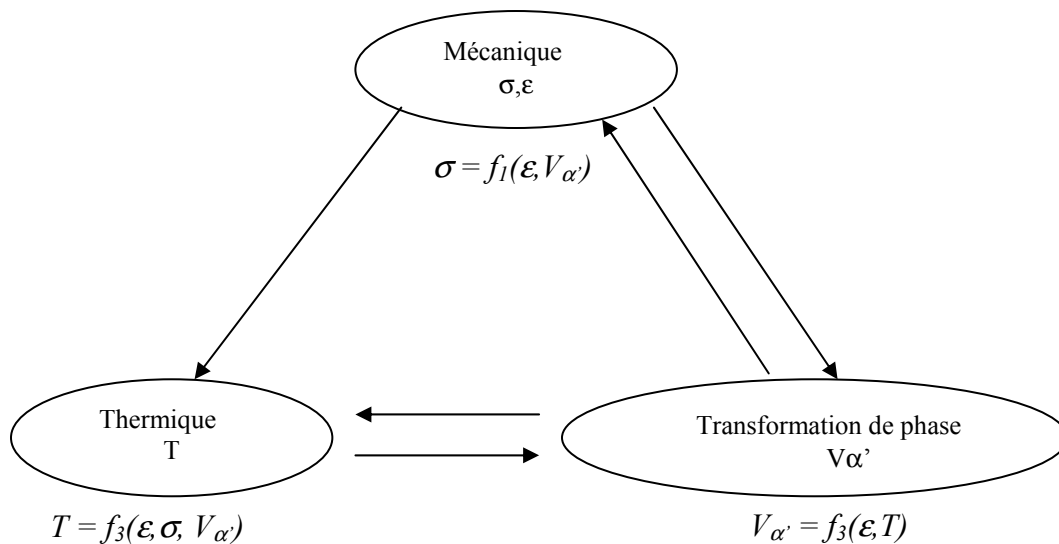 Mécanique
σ,ε
σ = f1(ε,Vα’)
Thermique
T
Transformation de phase
Vα’
T = f3(ε,σ, Vα’)
Vα’ = f3(ε,T)